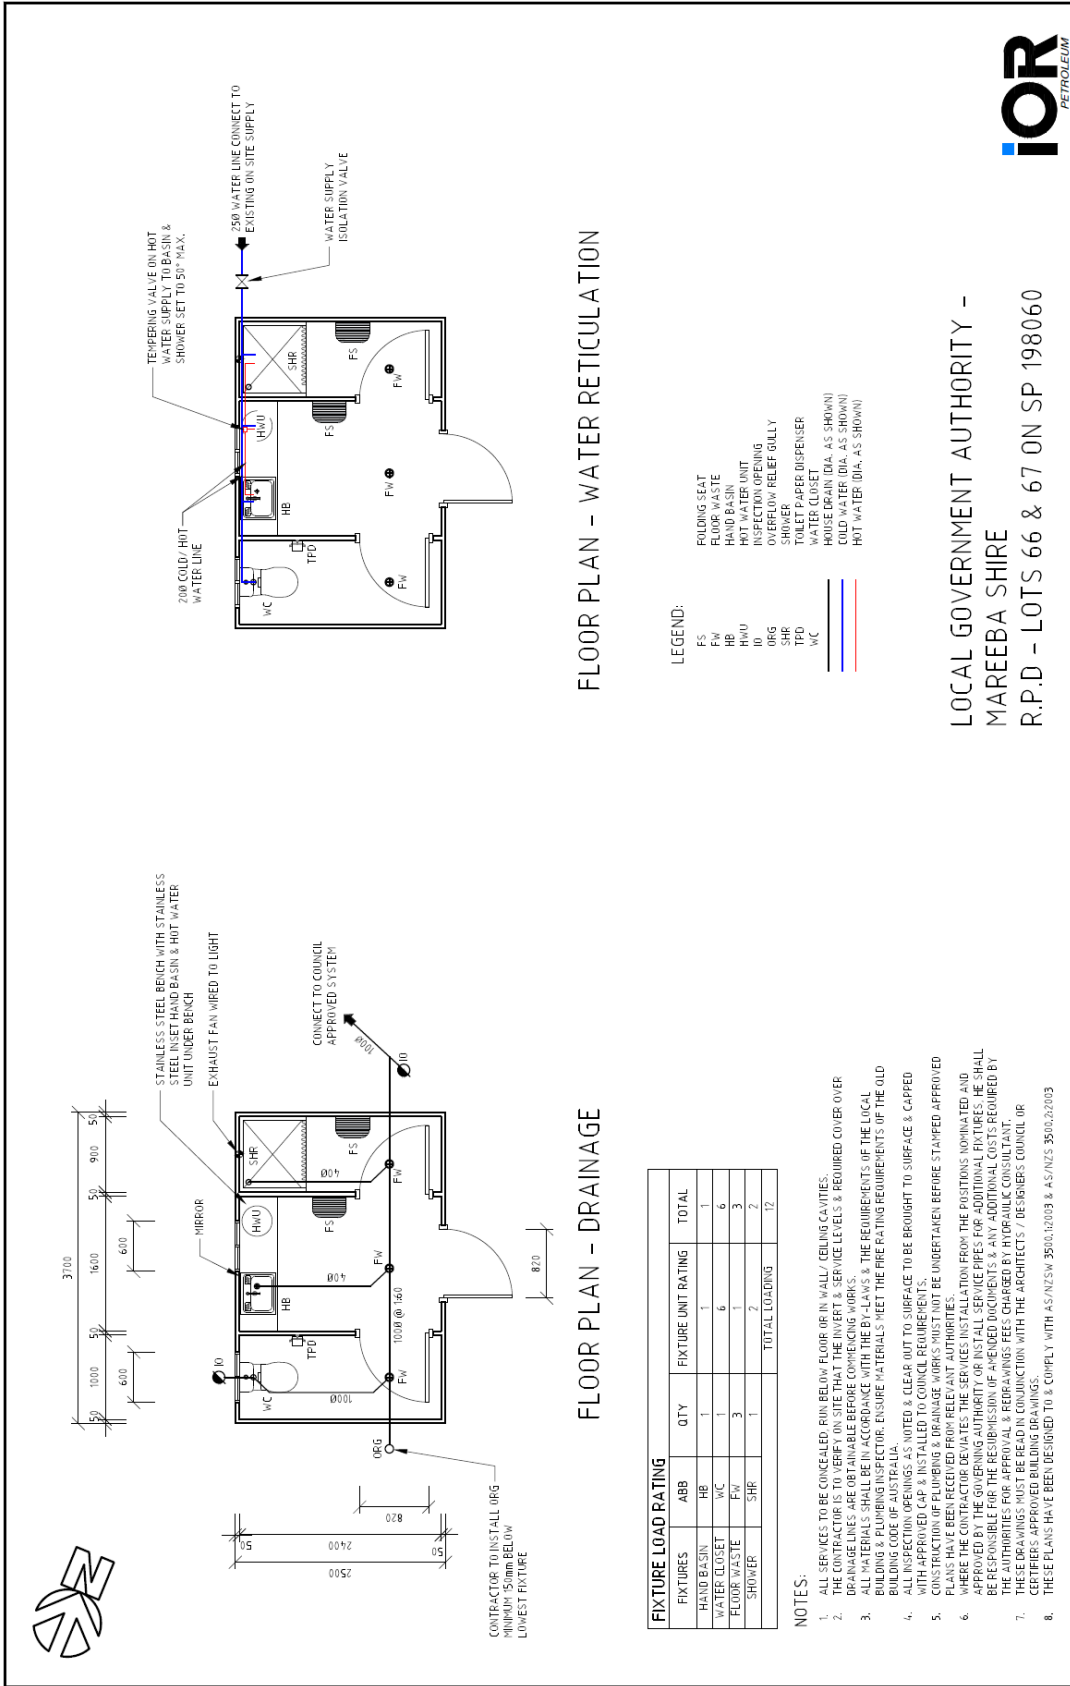 3700
50 1000 50 1600 50 900 50
600 600
STAINLESS STEEL BENCH WITH STAINLESS
STEEL INSET HAND BASIN & HOT WATER
UNIT UNDER BENCH
EXHAUST FAN WIRED TO LIGHT
MIRROR
IO
WC
TPD
HB
HWU
FS
SHR
FS
40Ø
40Ø
100Ø
FW
FW
FW
100Ø @ 1:60
ORG
100Ø
IO
CONNECT TO COUNCIL
APPROVED SYSTEM
50
2400
50
2500
820
820
CONTRACTOR TO INSTALL ORG
MINIMUM 150mm BELOW
LOWEST FIXTURE
FLOOR PLAN - DRAINAGE
TEMPERING VALVE ON HOT
WATER SUPPLY TO BASIN &
SHOWER SET TO 50° MAX.
25Ø WATER LINE CONNECT TO
EXISTING ON SITE SUPPLY
20Ø COLD/ HOT
WATER LINE
WATER SUPPLY
ISOLATION VALVE
WC
TPD
HB
HWU
FS
SHR
FS
FW
FW
FW
FLOOR PLAN - WATER RETICULATION
FIXTURE LOAD RATING
FIXTURES ABB QTY FIXTURE UNIT RATING TOTAL
HAND BASIN HB 1 1 1
WATER CLOSET WC 1 6 6
FLOOR WASTE FW 3 1 3
SHOWER SHR 1 2 2
TOTAL LOADING 12
LEGEND:
FS FOLDING SEAT
FW FLOOR WASTE
HB HAND BASIN
HWU HOT WATER UNIT
IO INSPECTION OPENING
ORG OVERFLOW RELIEF GULLY
SHR SHOWER
TPD TOILET PAPER DISPENSER
WC WATER CLOSET
HOUSE DRAIN (DIA. AS SHOWN)
COLD WATER (DIA. AS SHOWN)
HOT WATER (DIA. AS SHOWN)
NOTES:
1. ALL SERVICES TO BE CONCEALED, RUN BELOW FLOOR OR IN WALL/ CEILING CAVITIES.
2. THE CONTRACTOR IS TO VERIFY ON SITE THAT THE INVERT & SERVICE LEVELS & REQUIRED COVER OVER
DRAINAGE LINES ARE OBTAINABLE BEFORE COMMENCING WORKS.
3. ALL MATERIALS SHALL BE IN ACCORDANCE WITH THE BY-LAWS & THE REQUIREMENTS OF THE LOCAL
BUILDING & PLUMBING INSPECTOR. ENSURE MATERIALS MEET THE FIRE RATING REQUIREMENTS OF THE QLD
BUILDING CODE OF AUSTRALIA.
4. ALL INSPECTION OPENINGS AS NOTED & CLEAR OUT TO SURFACE TO BE BROUGHT TO SURFACE & CAPPED
WITH APPROVED CAP & INSTALLED TO COUNCIL REQUIREMENTS.
5. CONSTRUCTION OF PLUMBING & DRAINAGE WORKS MUST NOT BE UNDERTAKEN BEFORE STAMPED APPROVED
PLANS HAVE BEEN RECEIVED FROM RELEVANT AUTHORITIES.
6. WHERE THE CONTRACTOR DEVIATES THE SERVICES INSTALLATION FROM THE POSITIONS NOMINATED AND
APPROVED BY THE GOVERNING AUTHORITY OR INSTALL SERVICE PIPES FOR ADDITIONAL FIXTURES, HE SHALL
BE RESPONSIBLE FOR THE RESUBMISSION OF AMENDED DOCUMENTS & ANY ADDITIONAL COSTS REQUIRED BY
THE AUTHORITIES FOR APPROVAL & REDRAWINGS FEES CHARGED BY HYDRAULIC CONSULTANT.
7. THESE DRAWINGS MUST BE READ IN CONJUNCTION WITH THE ARCHITECTS / DESIGNERS COUNCIL OR
CERTIFIERS APPROVED BUILDING DRAWINGS.
8. THESE PLANS HAVE BEEN DESIGNED TO & COMPLY WITH AS/NZSW 3500.1:2003 & AS/NZS 3500.2:2003
LOCAL GOVERNMENT AUTHORITY -
MAREEBA SHIRE
R.P.D - LOTS 66 & 67 ON SP 198060
iOR
PETROLEUM
N